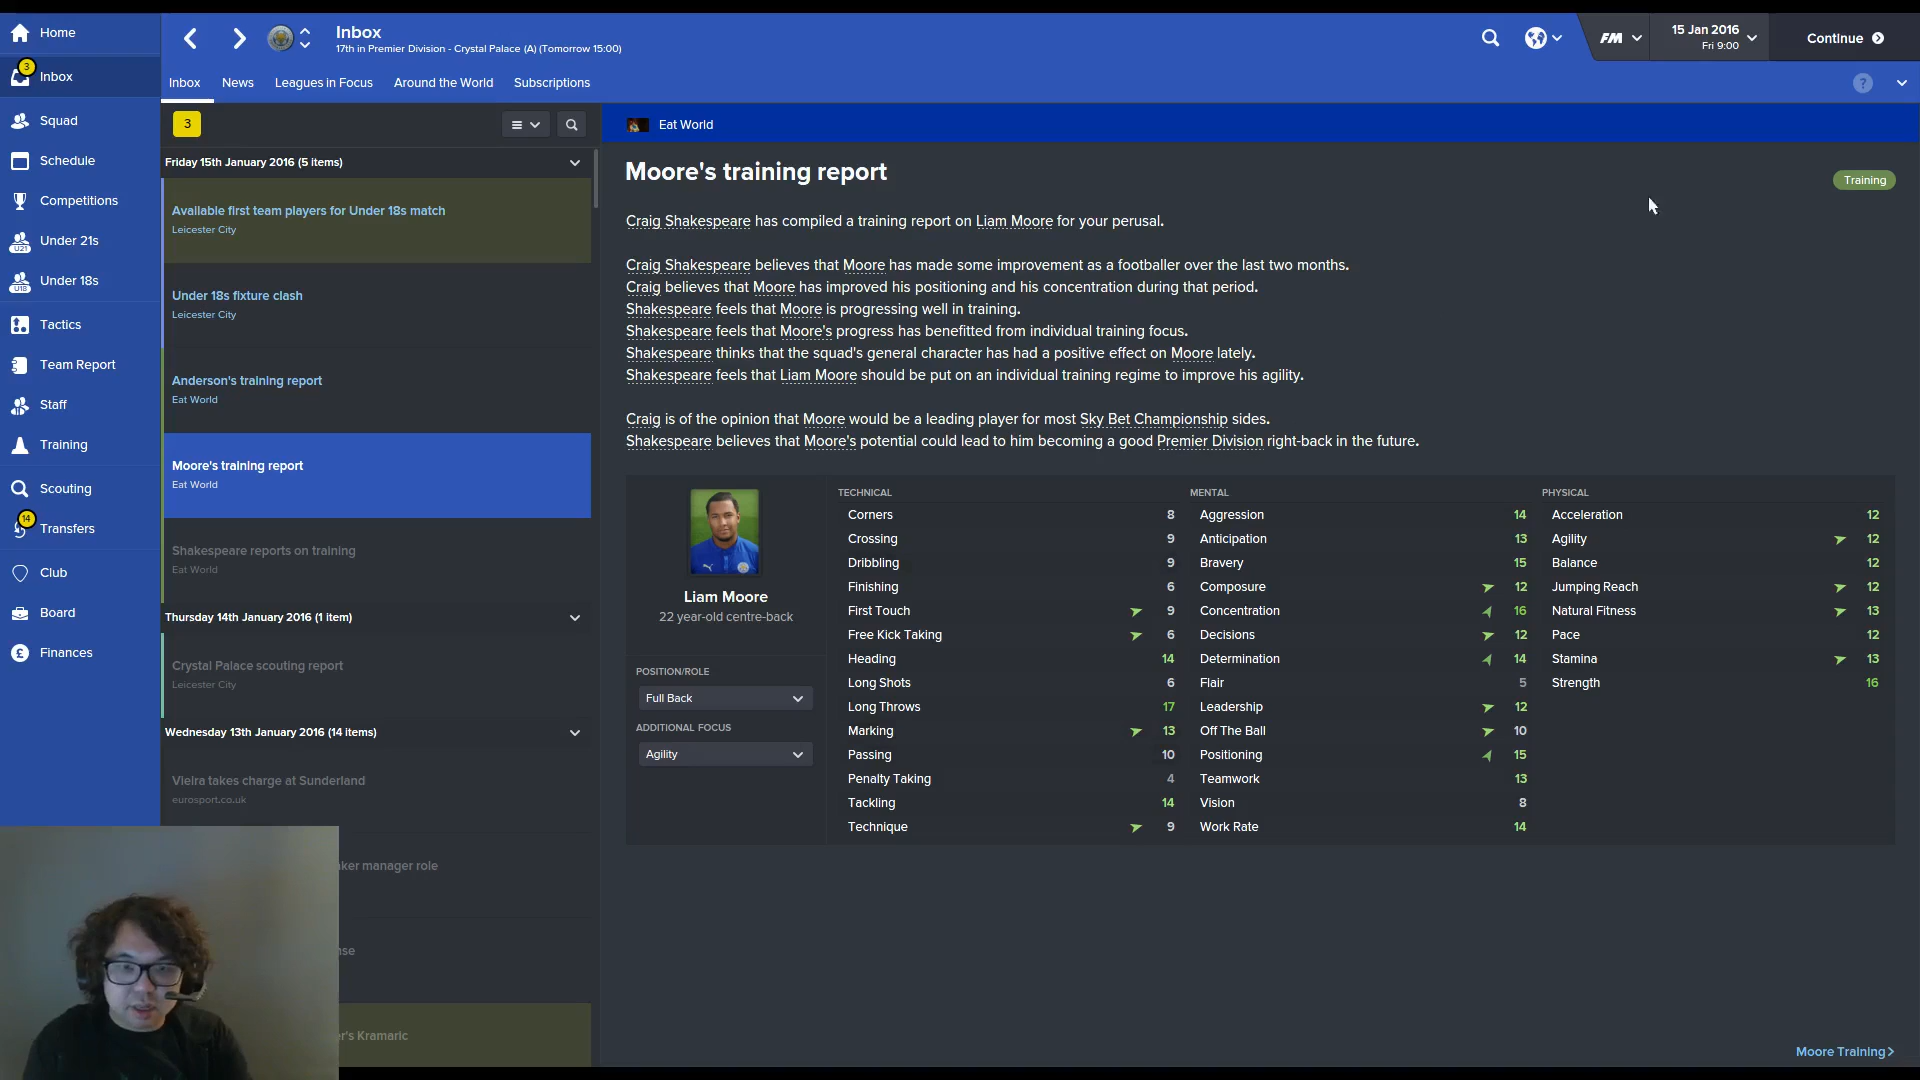 Home
3
Inbox
Squad
Schedule
Competitions
U21
Under 21s
U18
Under 18s
Tactics
Team Report
Staff
Training
Scouting
14
Transfers
Club
Board
£
Finances
Inbox
17th in Premier Division - Crystal Palace (A) (Tomorrow 15:00)
FM
15 Jan 2016
Fri 9:00
Continue
Inbox
News
Leagues in Focus
Around the World
Subscriptions
?
3
Friday 15th January 2016 (5 items)
Available first team players for Under 18s match
Leicester City
Under 18s fixture clash
Leicester City
Anderson's training report
Eat World
Moore's training report
Eat World
Shakespeare reports on training
Eat World
Thursday 14th January 2016 (1 item)
Crystal Palace scouting report
Leicester City
Wednesday 13th January 2016 (14 items)
Vieira takes charge at Sunderland
eurosport.co.uk
ker manager role
se
r's Kramaric
Eat World
Moore's training report
Training
Craig Shakespeare has compiled a training report on Liam Moore for your perusal.
Craig Shakespeare believes that Moore has made some improvement as a footballer over the last two months.
Craig believes that Moore has improved his positioning and his concentration during that period.
Shakespeare feels that Moore is progressing well in training.
Shakespeare feels that Moore's progress has benefitted from individual training focus.
Shakespeare thinks that the squad's general character has had a positive effect on Moore lately.
Shakespeare feels that Liam Moore should be put on an individual training regime to improve his agility.
Craig is of the opinion that Moore would be a leading player for most Sky Bet Championship sides.
Shakespeare believes that Moore's potential could lead to him becoming a good Premier Division right-back in the future.
Liam Moore
22 year-old centre-back
POSITION/ROLE
Full Back
ADDITIONAL FOCUS
Agility
TECHNICAL
Corners 8
Crossing 9
Dribbling 9
Finishing 6
First Touch 9
Free Kick Taking 6
Heading 14
Long Shots 6
Long Throws 17
Marking 13
Passing 10
Penalty Taking 4
Tackling 14
Technique 9
MENTAL
Aggression 14
Anticipation 13
Bravery 15
Composure 12
Concentration 16
Decisions 12
Determination 14
Flair 5
Leadership 12
Off The Ball 10
Positioning 15
Teamwork 13
Vision 8
Work Rate 14
PHYSICAL
Acceleration 12
Agility 12
Balance 12
Jumping Reach 12
Natural Fitness 13
Pace 12
Stamina 13
Strength 16
Moore Training>